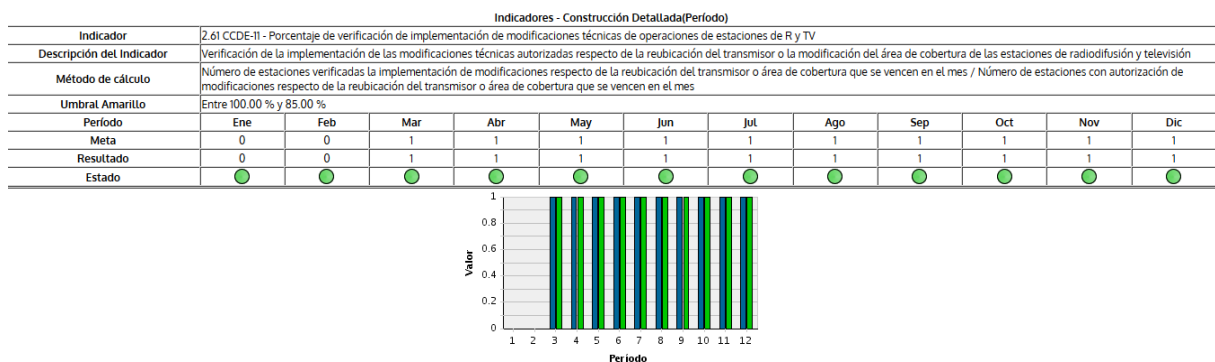 Indicadores - Construcción Detallada(Período)
Indicador 2.61 CCDE-11 - Porcentaje de verificación de implementación de modificaciones técnicas de operaciones de estaciones de R y TV
Descripción del Indicador Verificación de la implementación de las modificaciones técnicas autorizadas respecto de la reubicación del transmisor o la modificación del área de cobertura de las estaciones de radiodifusión y televisión
Método de cálculo Número de estaciones verificadas la implementación de modificaciones respecto de la reubicación del transmisor o área de cobertura que se vencen en el mes / Número de estaciones con autorización de
modificaciones respecto de la reubicación del transmisor o área de cobertura que se vencen en el mes
Umbral Amarillo Entre 100.00 % y 85.00 %
Período Ene Feb Mar Abr May Jun Jul Ago Sep Oct Nov Dic
Meta 0 0 1 1 1 1 1 1 1 1 1 1
Resultado 0 0 1 1 1 1 1 1 1 1 1 1
Estado
1
0.8
0.6
0.4
0.2
0
Valor
1 2 3 4 5 6 7 8 9 10 11 12
Período